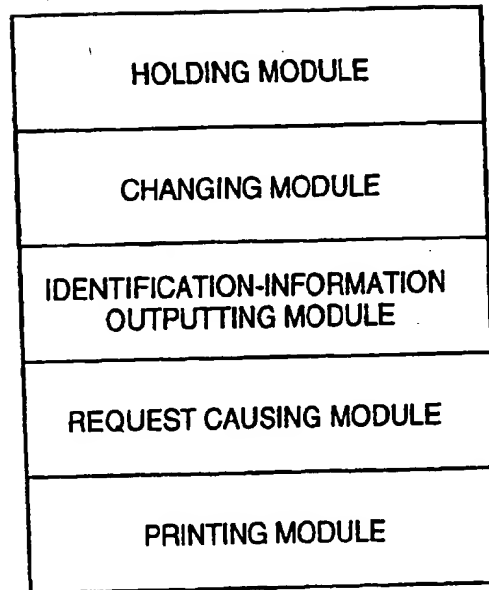 HOLDING MODULE
CHANGING MODULE
IDENTIFICATION-INFORMATION
OUTPUTTING MODULE
REQUEST CAUSING MODULE
PRINTING MODULE